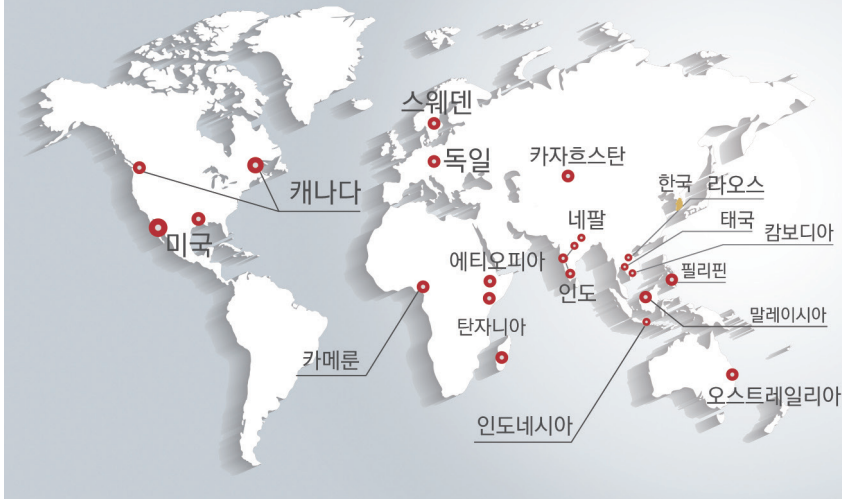 스웨덴
독일
카자흐스탄
한국
라오스
캐나다
네팔
태국
캄보디아
미국
에티오피아
인도
필리핀
탄자니아
말레이시아
카메룬
오스트레일리아
인도네시아